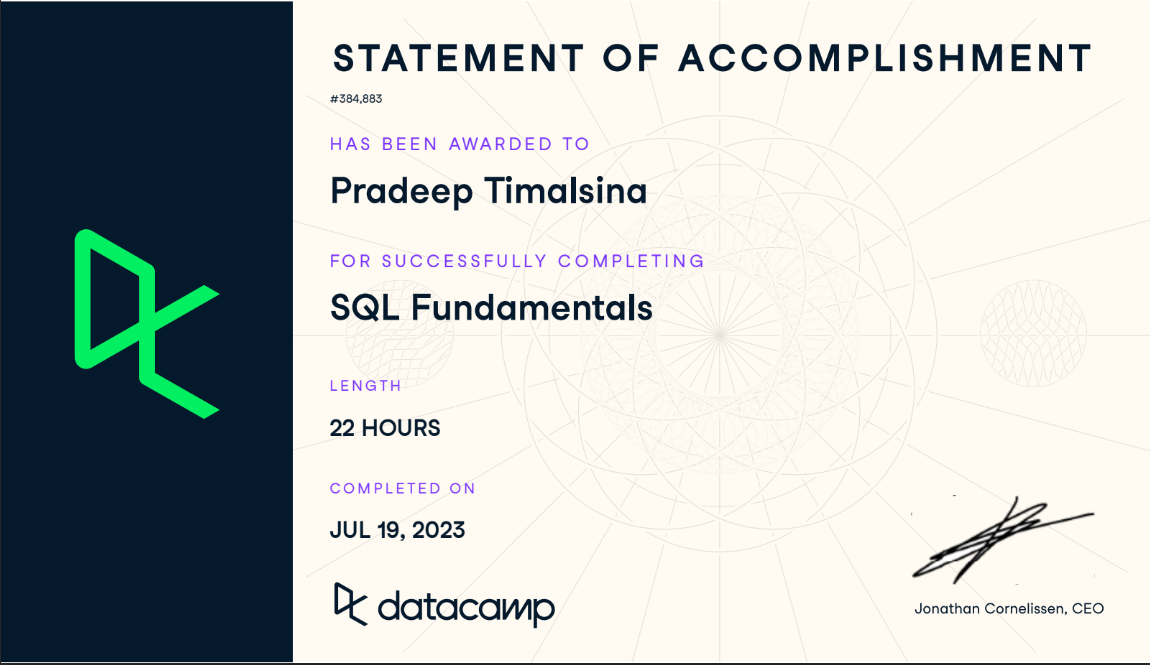 STATEMENT OF ACCOMPLISHMENT
#384,883
HAS BEEN AWARDED TO
Pradeep Timalsina
FOR SUCCESSFULLY COMPLETING
SQL Fundamentals
LENGTH
22 HOURS
COMPLETED ON
JUL 19, 2023
datacamp
Jonathan Cornelissen, CEO